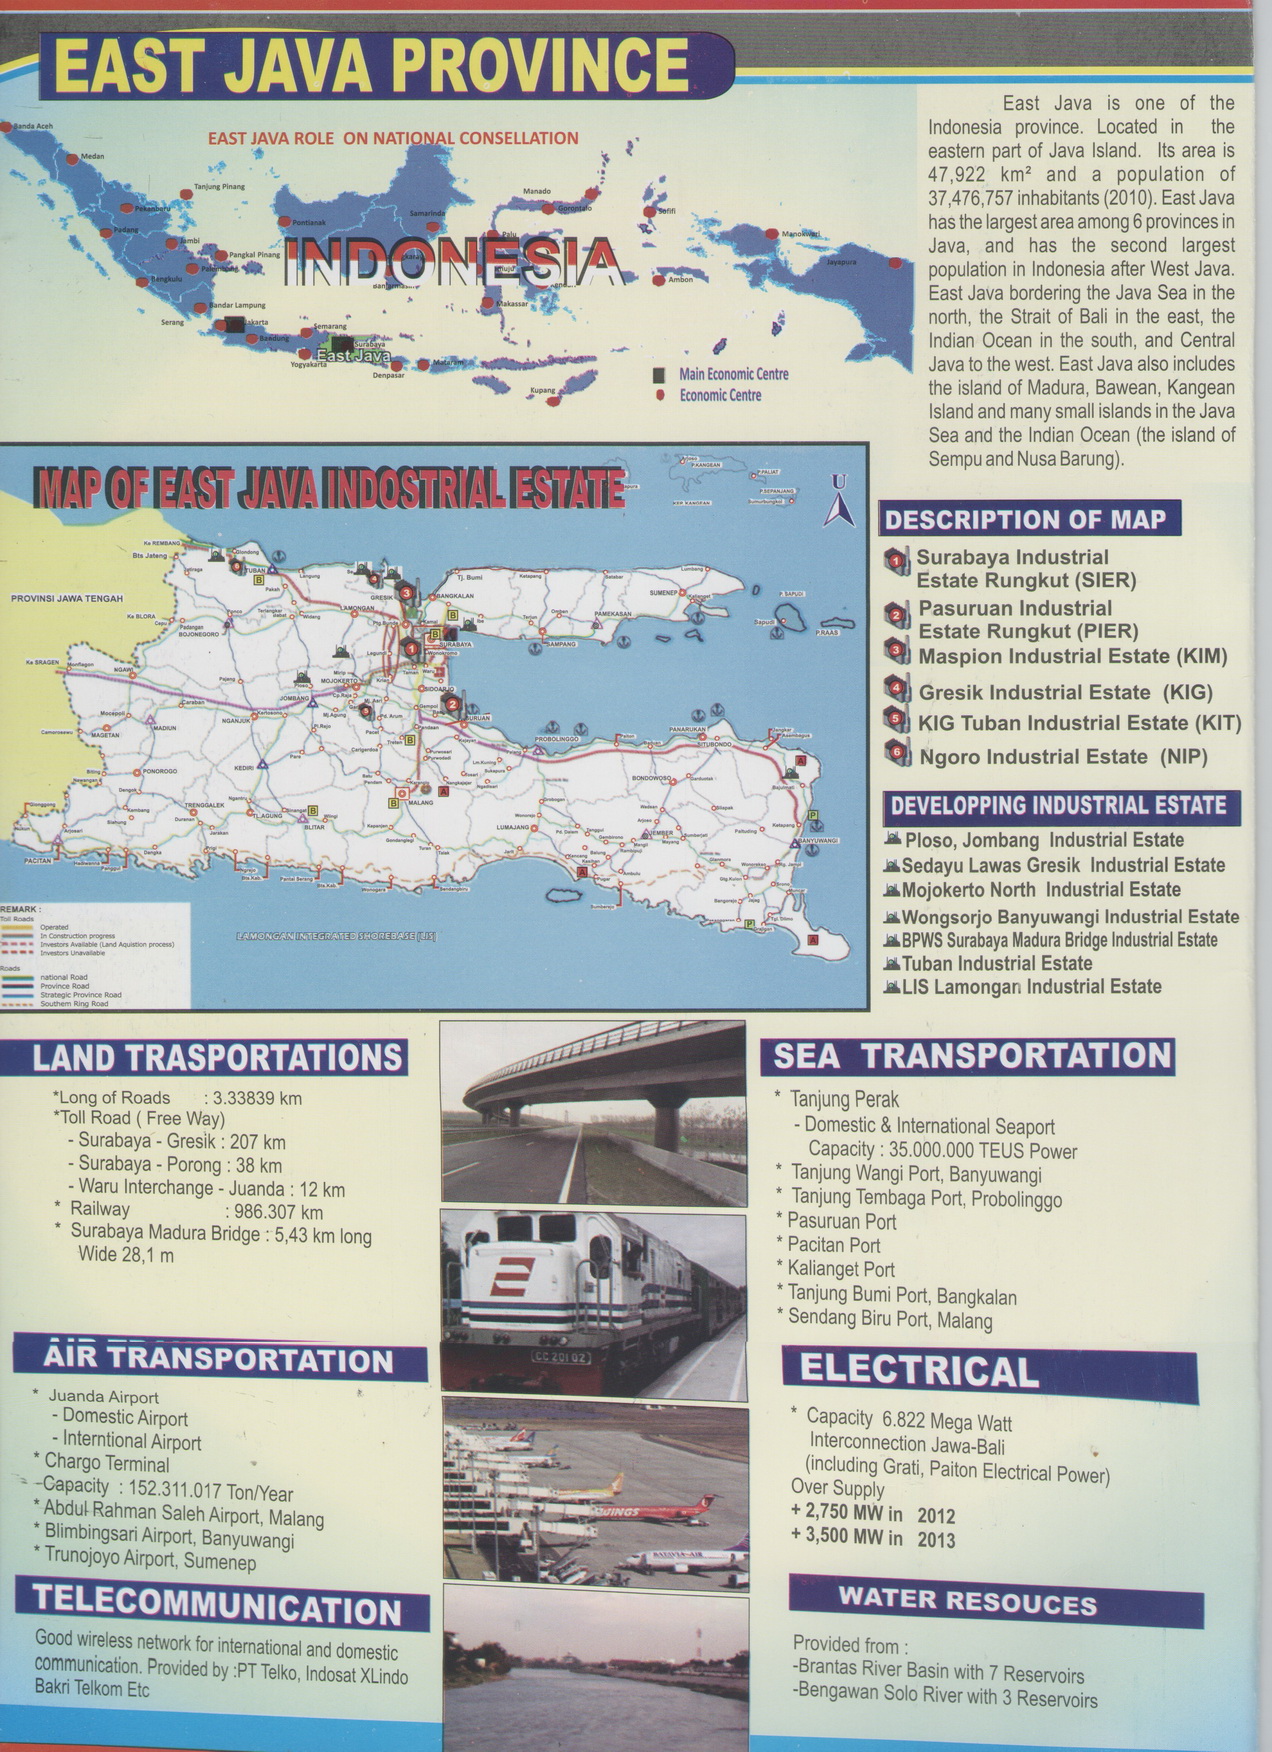 EAST JAVA PROVINCE
EAST JAVA ROLE ON NATIONAL CONSELLATION
Banda Aceh
Medan
Tanjung Pinang
Pekanbaru
Padang
Jambi
Pangkal Pinang
Bengkulu
Bandar Lampung
Serang
Bandung
Semarang
Surabaya
East Java
Yogyakarta
Denpasar
Mataram
Kupang
Pontianak
Samarinda
Palu
Manado
Gorontalo
Sofifi
Makassar
Ambon
Manokwari
Jayapura
INDONESIA
Main Economic Centre
Economic Centre
East Java is one of the
Indonesia province. Located in the
eastern part of Java Island. Its area is
47,922 km² and a population of
37,476,757 inhabitants (2010). East Java
has the largest area among 6 provinces in
Java, and has the second largest
population in Indonesia after West Java.
East Java bordering the Java Sea in the
north, the Strait of Bali in the east, the
Indian Ocean in the south, and Central
Java to the west. East Java also includes
the island of Madura, Bawean, Kangean
Island and many small islands in the Java
Sea and the Indian Ocean (the island of
Sempu and Nusa Barung).
MAP OF EAST JAVA INDOSTRIAL ESTATE
U
PROVINSI JAWA TENGAH
Ke REMBANG
Bts Jateng
Ke BLORA
Ke SRAGEN
TUBAN
BOJONEGORO
LAMONGAN
GRESIK
BANGKALAN
Tj. Bumi
SAMPANG
PAMEKASAN
SUMENEP
SURABAYA
SIDOARJO
MOJOKERTO
JOMBANG
NGANJUK
NGAWI
MADIUN
MAGETAN
PONOROGO
KEDIRI
TRENGGALEK
BLITAR
MALANG
PROBOLINGGO
LUMAJANG
JEMBER
BONDOWOSO
SITUBONDO
PANARUKAN
BANYUWANGI
PACITAN
LAMONGAN INTEGRATED SHOREBASE (LIS)
REMARK :
Toll Roads
Operated
In Construction progress
Investors Available (Land Aquistion process)
Investors Unavailable
Roads
national Road
Province Road
Strategic Province Road
Southern Ring Road
DESCRIPTION OF MAP
1 Surabaya Industrial
Estate Rungkut (SIER)
2 Pasuruan Industrial
Estate Rungkut (PIER)
3 Maspion Industrial Estate (KIM)
4 Gresik Industrial Estate (KIG)
5 KIG Tuban Industrial Estate (KIT)
6 Ngoro Industrial Estate (NIP)
DEVELOPPING INDUSTRIAL ESTATE
Ploso, Jombang Industrial Estate
Sedayu Lawas Gresik Industrial Estate
Mojokerto North Industrial Estate
Wongsorjo Banyuwangi Industrial Estate
BPWS Surabaya Madura Bridge Industrial Estate
Tuban Industrial Estate
LIS Lamongan Industrial Estate
LAND TRASPORTATIONS
*Long of Roads : 3.33839 km
*Toll Road ( Free Way)
- Surabaya - Gresik : 207 km
- Surabaya - Porong : 38 km
- Waru Interchange - Juanda : 12 km
* Railway : 986.307 km
* Surabaya Madura Bridge : 5,43 km long
Wide 28,1 m
AIR TRANSPORTATION
* Juanda Airport
- Domestic Airport
- Interntional Airport
* Chargo Terminal
-Capacity : 152.311.017 Ton/Year
* Abdul Rahman Saleh Airport, Malang
* Blimbingsari Airport, Banyuwangi
* Trunojoyo Airport, Sumenep
TELECOMMUNICATION
Good wireless network for international and domestic
communication. Provided by :PT Telko, Indosat XLindo
Bakri Telkom Etc
CC 201 02
BATAVIA AIR
SEA TRANSPORTATION
* Tanjung Perak
- Domestic & International Seaport
Capacity : 35.000.000 TEUS Power
* Tanjung Wangi Port, Banyuwangi
* Tanjung Tembaga Port, Probolinggo
* Pasuruan Port
* Pacitan Port
* Kalianget Port
* Tanjung Bumi Port, Bangkalan
* Sendang Biru Port, Malang
ELECTRICAL
* Capacity 6.822 Mega Watt
Interconnection Jawa-Bali
(including Grati, Paiton Electrical Power)
Over Supply
+ 2,750 MW in 2012
+ 3,500 MW in 2013
WATER RESOUCES
Provided from :
-Brantas River Basin with 7 Reservoirs
-Bengawan Solo River with 3 Reservoirs